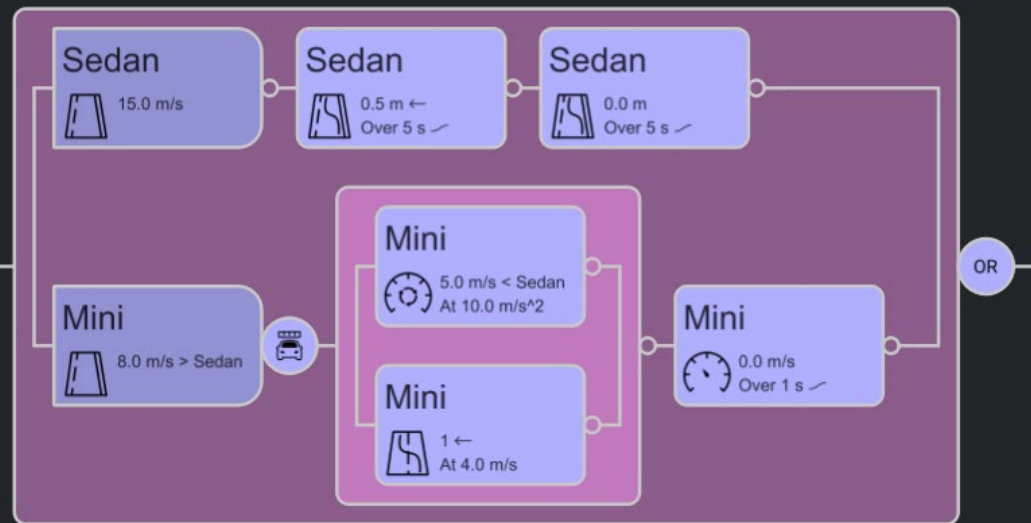 Sedan
15.0 m/s
Sedan
0.5 m ←
Over 5 s
Sedan
0.0 m
Over 5 s
Mini
5.0 m/s < Sedan
At 10.0 m/s^2
OR
Mini
8.0 m/s > Sedan
Mini
0.0 m/s
Over 1 s
Mini
1 ←
At 4.0 m/s